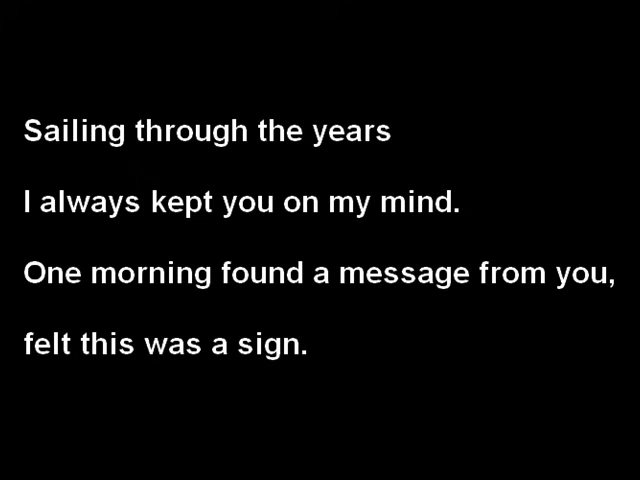 Sailing through the years
I always kept you on my mind.
One morning found a message from you,
felt this was a sign.